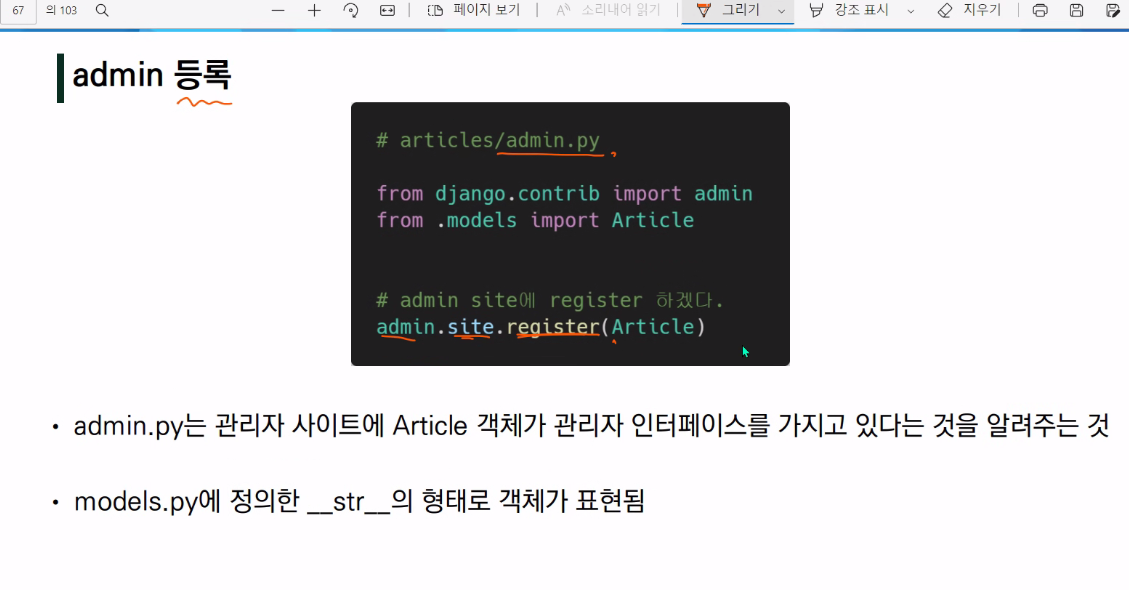 67 의 103 페이지 보기 A 소리내어 읽기 그리기 강조 표시 지우기
admin 등록
# articles/admin.py
from django.contrib import admin
from .models import Article
# admin site에 register 하겠다.
admin.site.register(Article)
• admin.py는 관리자 사이트에 Article 객체가 관리자 인터페이스를 가지고 있다는 것을 알려주는 것
• models.py에 정의한 __str__의 형태로 객체가 표현됨